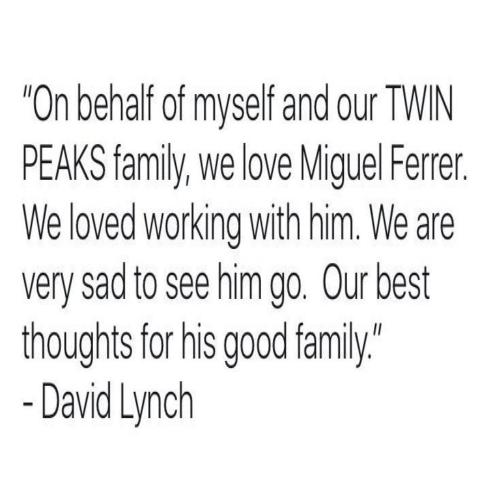 "On behalf of myself and our TWIN
PEAKS family, we love Miguel Ferrer.
We loved working with him. We are
very sad to see him go.  Our best
thoughts for his good family."
- David Lynch